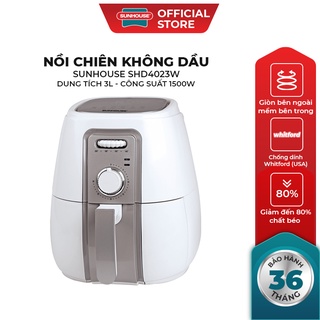 SUNHOUSE
OFFICIAL
STORE
NỒI CHIÊN KHÔNG DẦU
SUNHOUSE SHD4023W
DUNG TÍCH 3L - CÔNG SUẤT 1500W
Giòn bên ngoài
mềm bên trong
whitford
Chống dính
Whitford (USA)
80%
Giảm đến 80%
chất béo
BẢO HÀNH
36
THÁNG